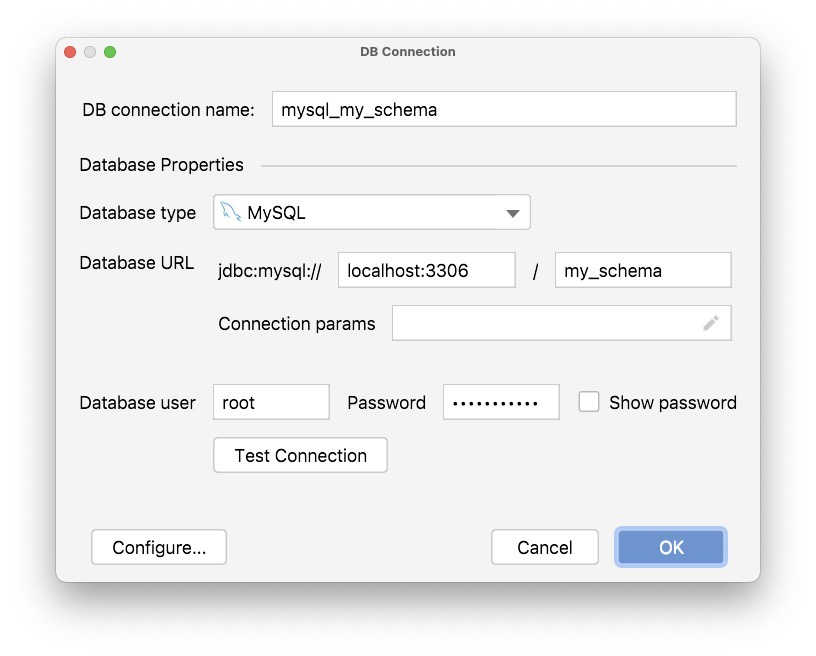 DB Connection
DB connection name: mysql_my_schema
Database Properties
Database type MySQL
Database URL jdbc:mysql:// localhost:3306 / my_schema
Connection params
Database user root Password ••••••••••• Show password
Test Connection
Configure... Cancel OK